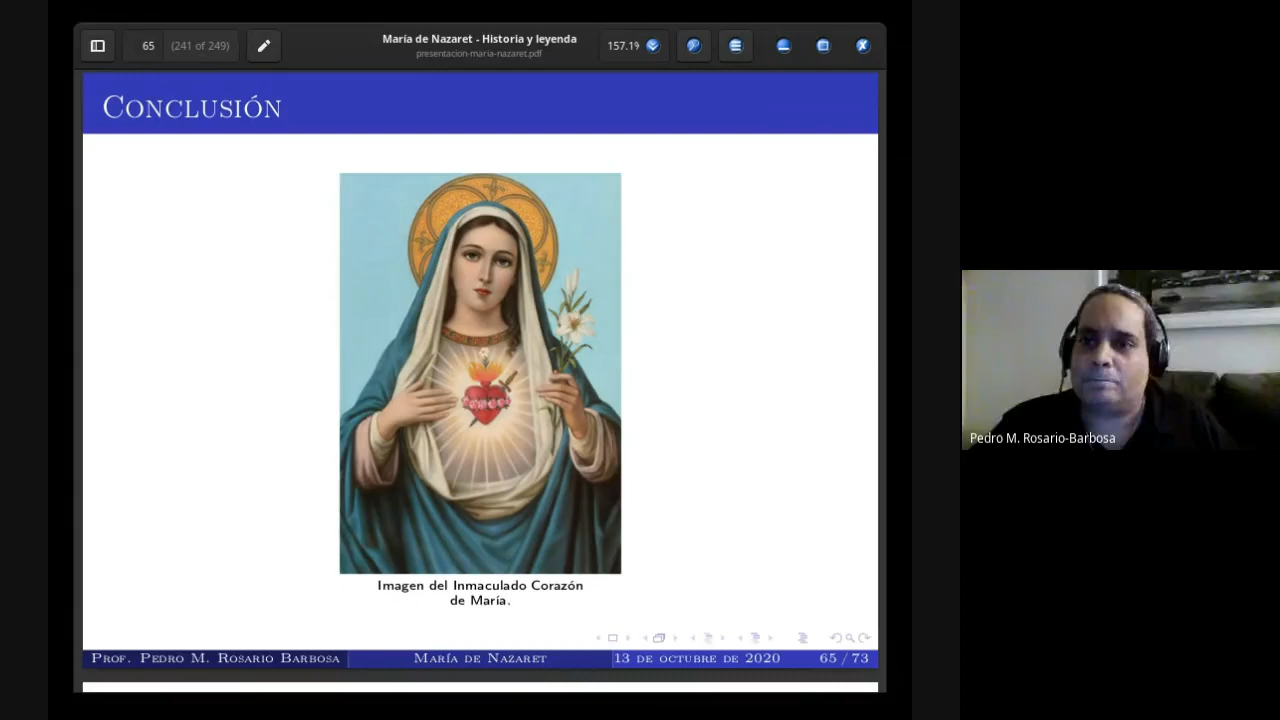 65 (241 of 249)
María de Nazaret - Historia y leyenda
presentacion-maria-nazaret.pdf
157.1%
Conclusión
Imagen del Inmaculado Corazón
de María.
Prof. Pedro M. Rosario Barbosa María de Nazaret 13 de octubre de 2020 65 / 73
Pedro M. Rosario-Barbosa